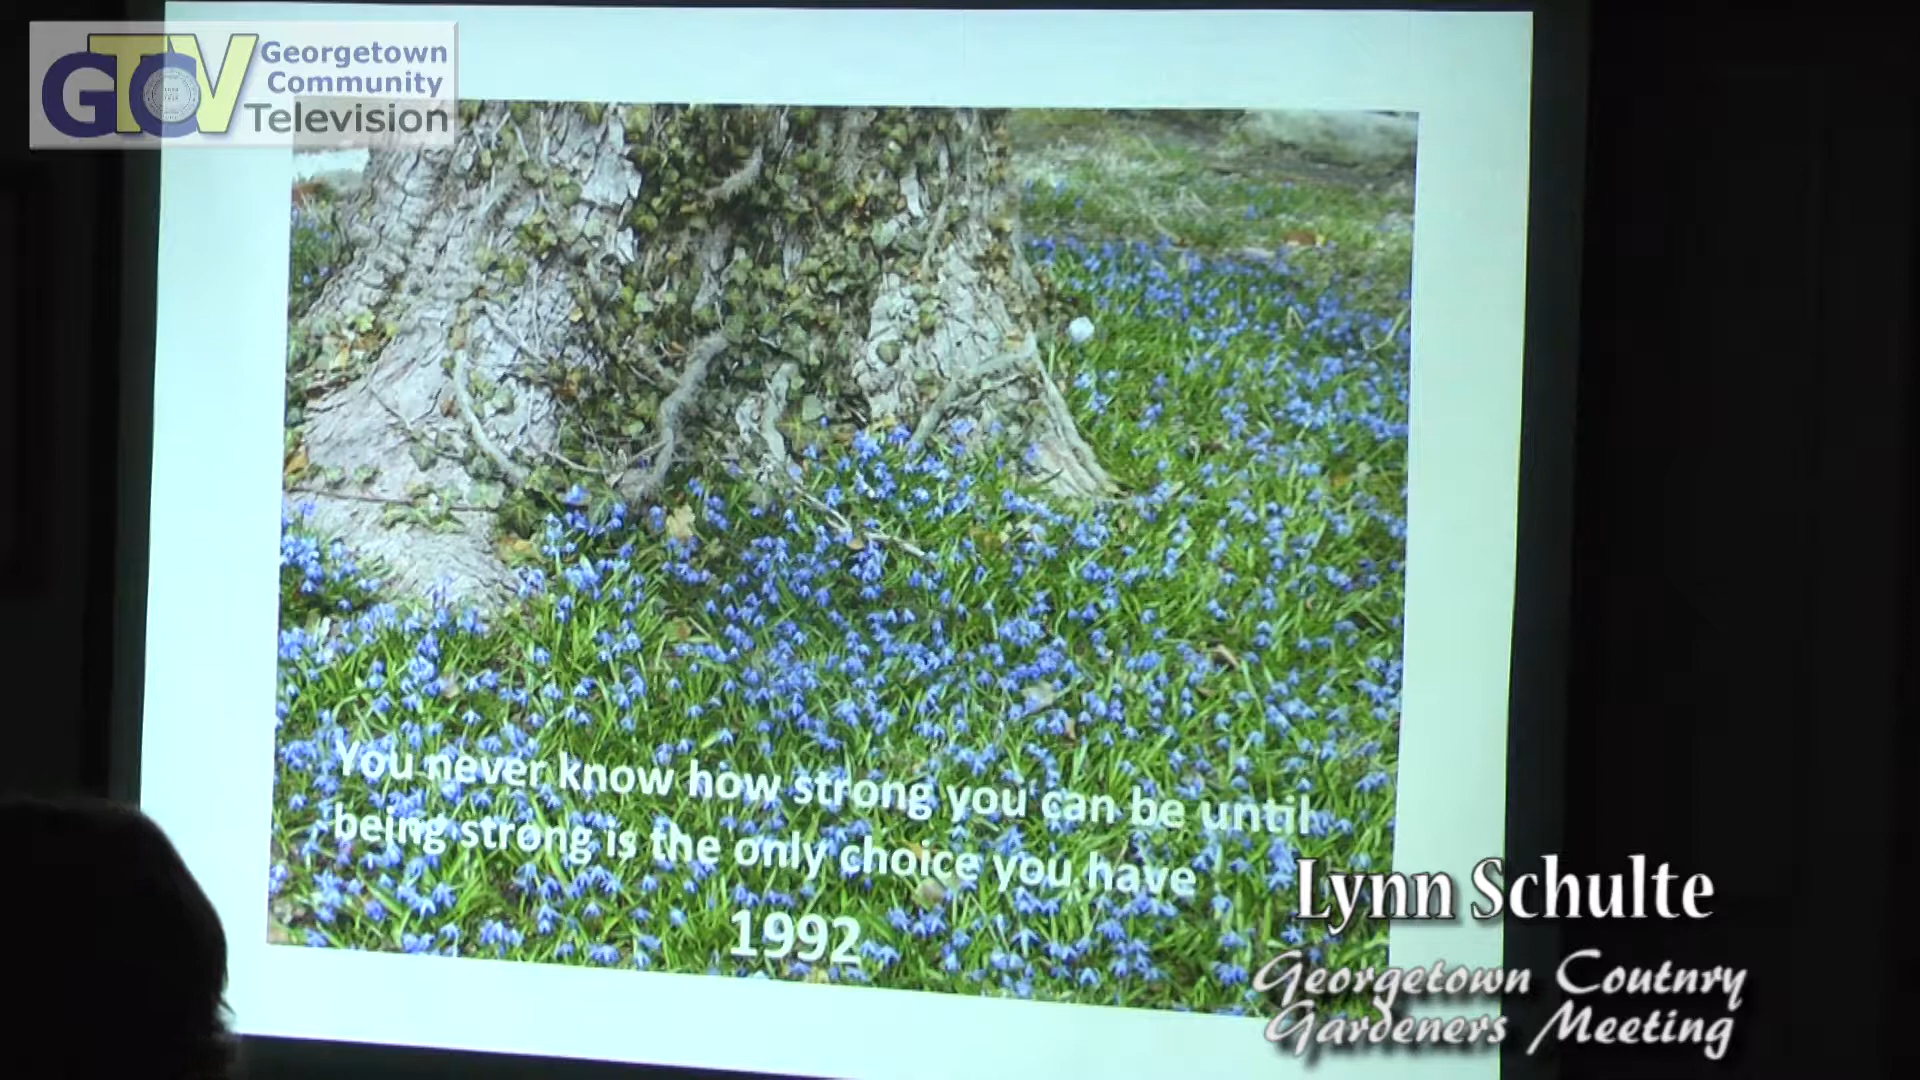 GCTV Georgetown
Community
Television
You never know how strong you can be until
being strong is the only choice you have
1992
Lynn Schulte
Georgetown Coutnry
Gardeners Meeting